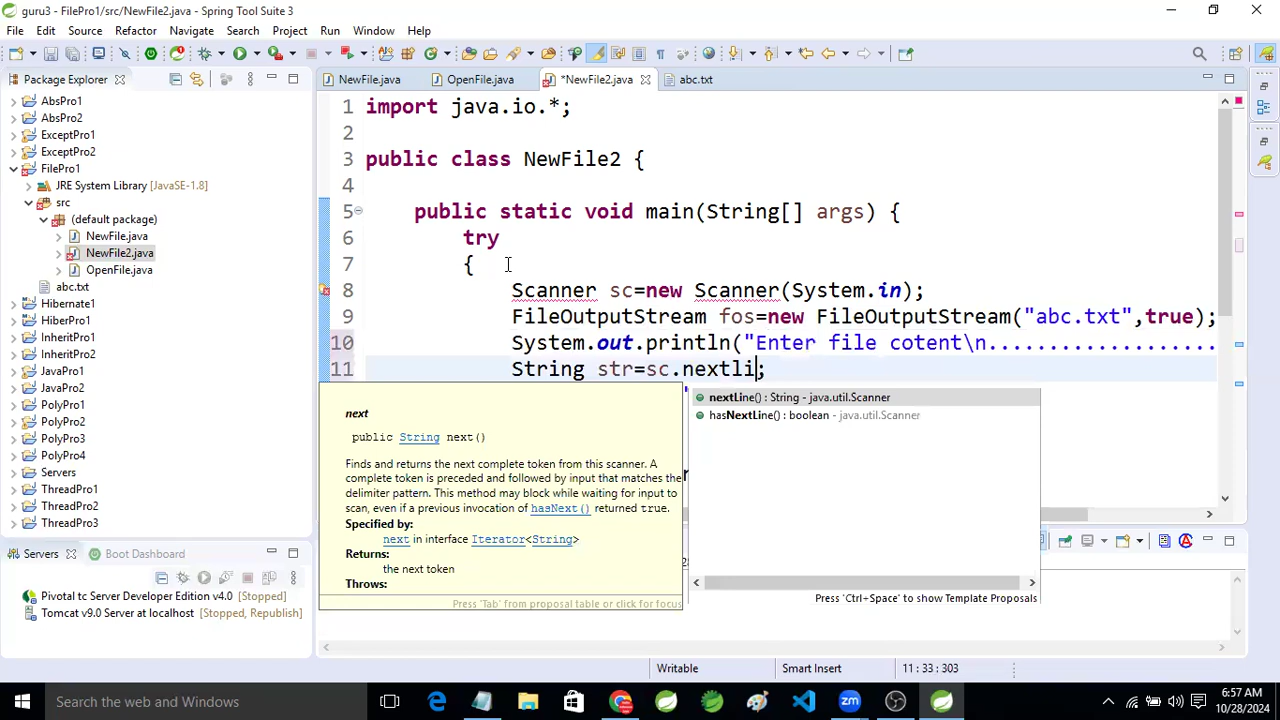 guru3 - FilePro1/src/NewFile2.java - Spring Tool Suite 3
File Edit Source Refactor Navigate Search Project Run Window Help
Package Explorer
AbsPro1
AbsPro2
ExceptPro1
ExceptPro2
FilePro1
JRE System Library [JavaSE-1.8]
src
(default package)
NewFile.java
NewFile2.java
OpenFile.java
abc.txt
Hibernate1
HiberPro1
InheritPro1
InheritPro2
JavaPro1
JavaPro2
PolyPro1
PolyPro2
PolyPro3
PolyPro4
Servers
ThreadPro1
ThreadPro2
ThreadPro3
Servers Boot Dashboard
Pivotal tc Server Developer Edition v4.0 [Stopped]
Tomcat v9.0 Server at localhost [Stopped, Republish]
NewFile.java OpenFile.java *NewFile2.java abc.txt
1 import java.io.*;
2
3 public class NewFile2 {
4
5 public static void main(String[] args) {
6 try
7 {
8 Scanner sc=new Scanner(System.in);
9 FileOutputStream fos=new FileOutputStream("abc.txt",true);
10 System.out.println("Enter file cotent\n...................
11 String str=sc.nextli;
next
public String next()
Finds and returns the next complete token from this scanner. A
complete token is preceded and followed by input that matches the
delimiter pattern. This method may block while waiting for input to
scan, even if a previous invocation of hasNext() returned true.
Specified by:
next in interface Iterator<String>
Returns:
the next token
Throws:
Press 'Tab' from proposal table or click for focus
nextLine() : String - java.util.Scanner
hasNextLine() : boolean - java.util.Scanner
Press 'Ctrl+Space' to show Template Proposals
Writable Smart Insert 11 : 33 : 303
Search the web and Windows
6:57 AM
10/28/2024